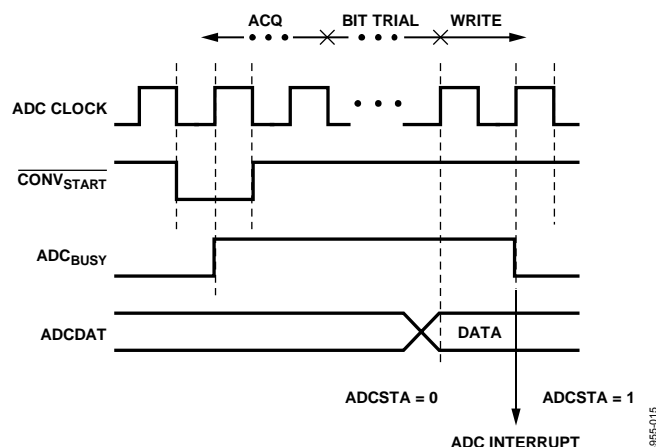 ACQ BIT TRIAL WRITE
ADC CLOCK
CONVSTART
ADCBUSY
ADCDAT
DATA
ADCSTA = 0 ADCSTA = 1
ADC INTERRUPT
955-015